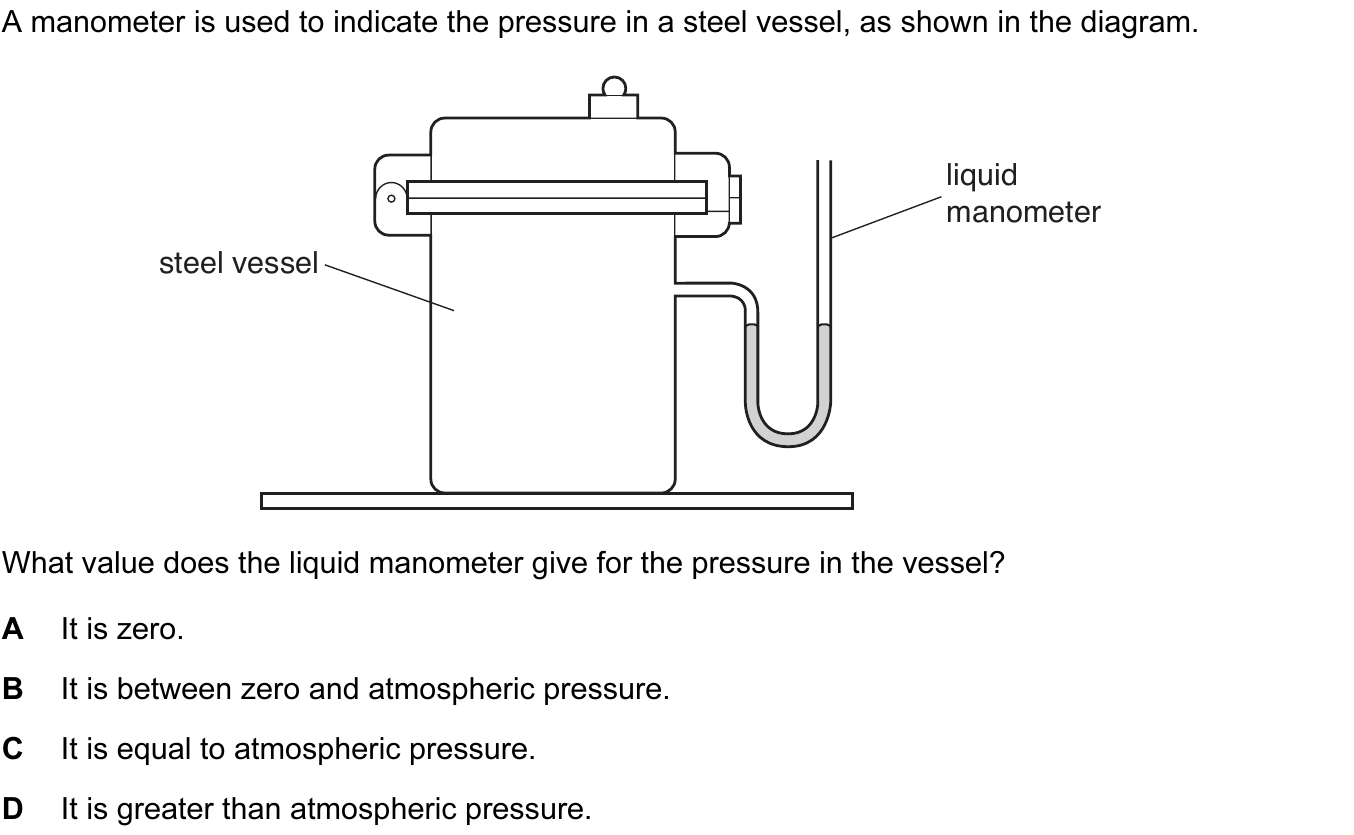 A manometer is used to indicate the pressure in a steel vessel, as shown in the diagram.
liquid
manometer
steel vessel
What value does the liquid manometer give for the pressure in the vessel?
A It is zero.
B It is between zero and atmospheric pressure.
C It is equal to atmospheric pressure.
D It is greater than atmospheric pressure.